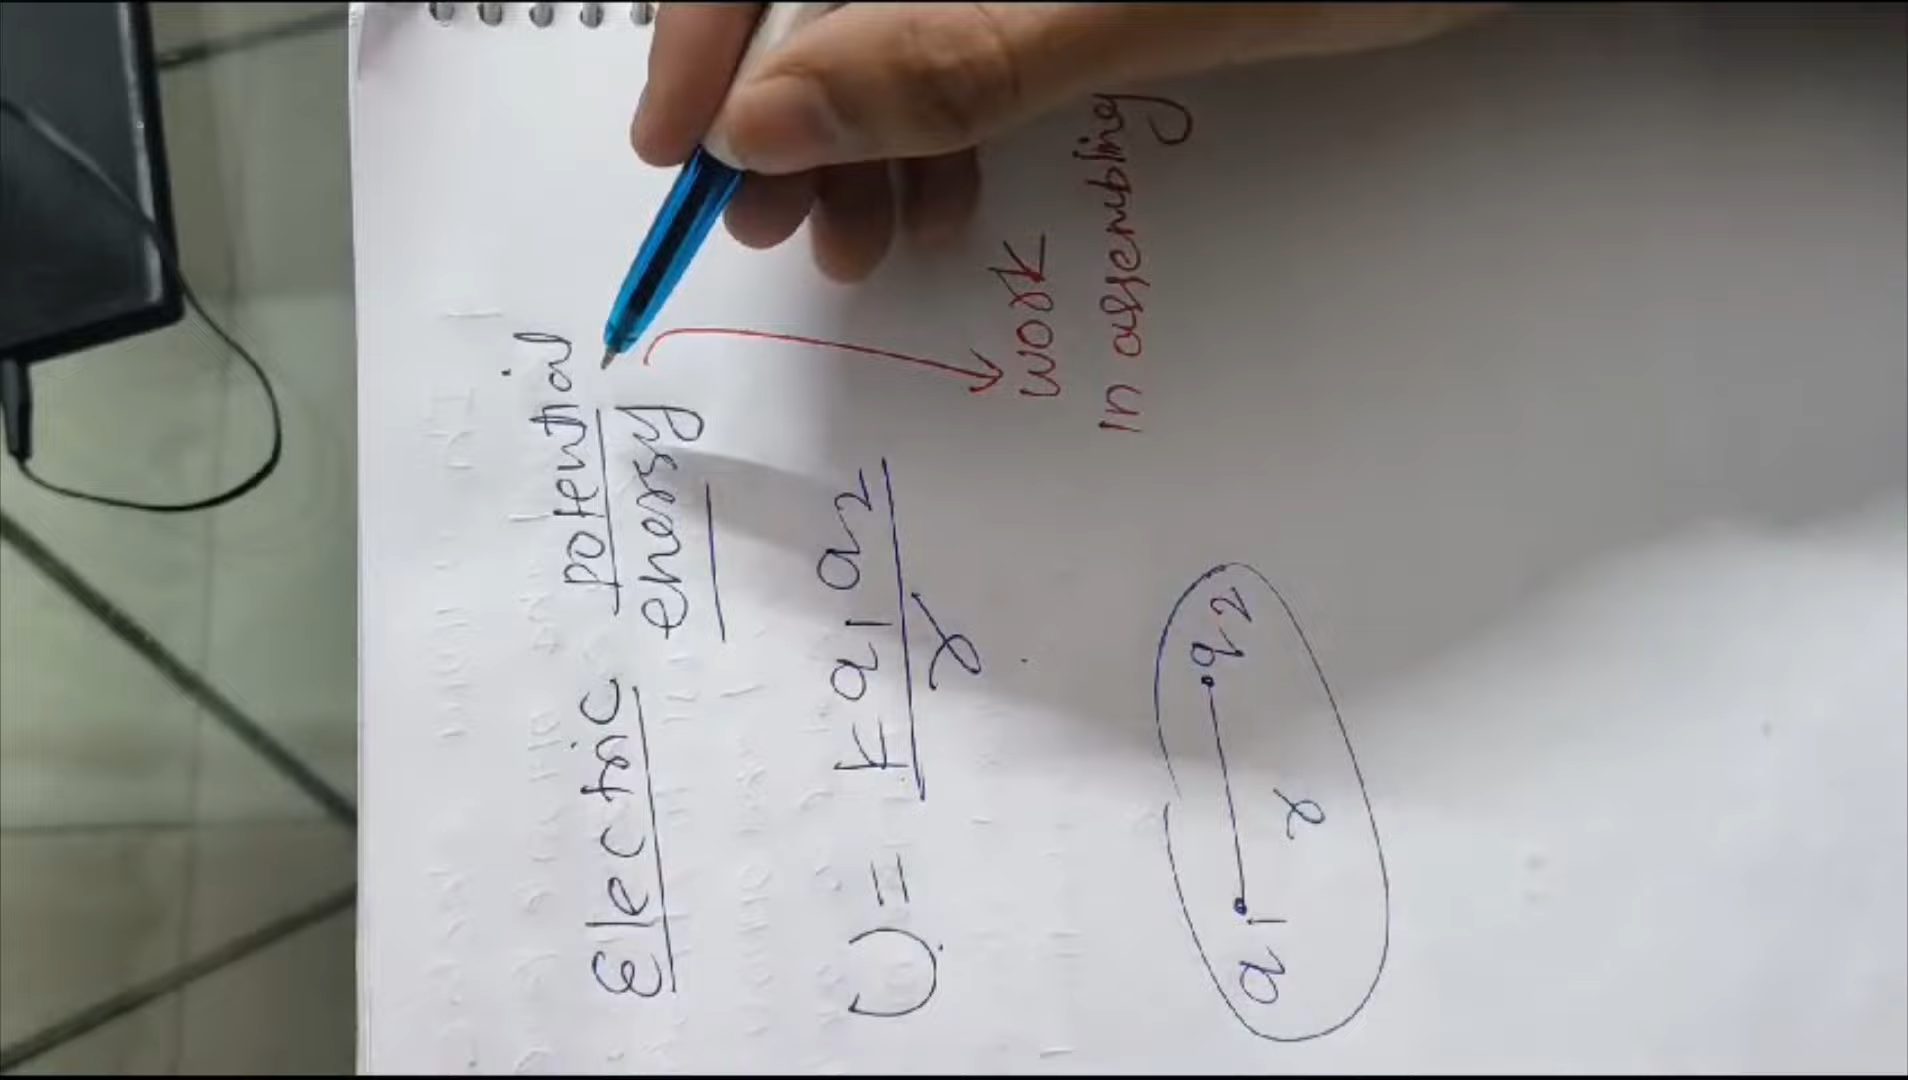 Electric potential
energy
U = kq1q2
r
work
in assembling
q1 q2
r